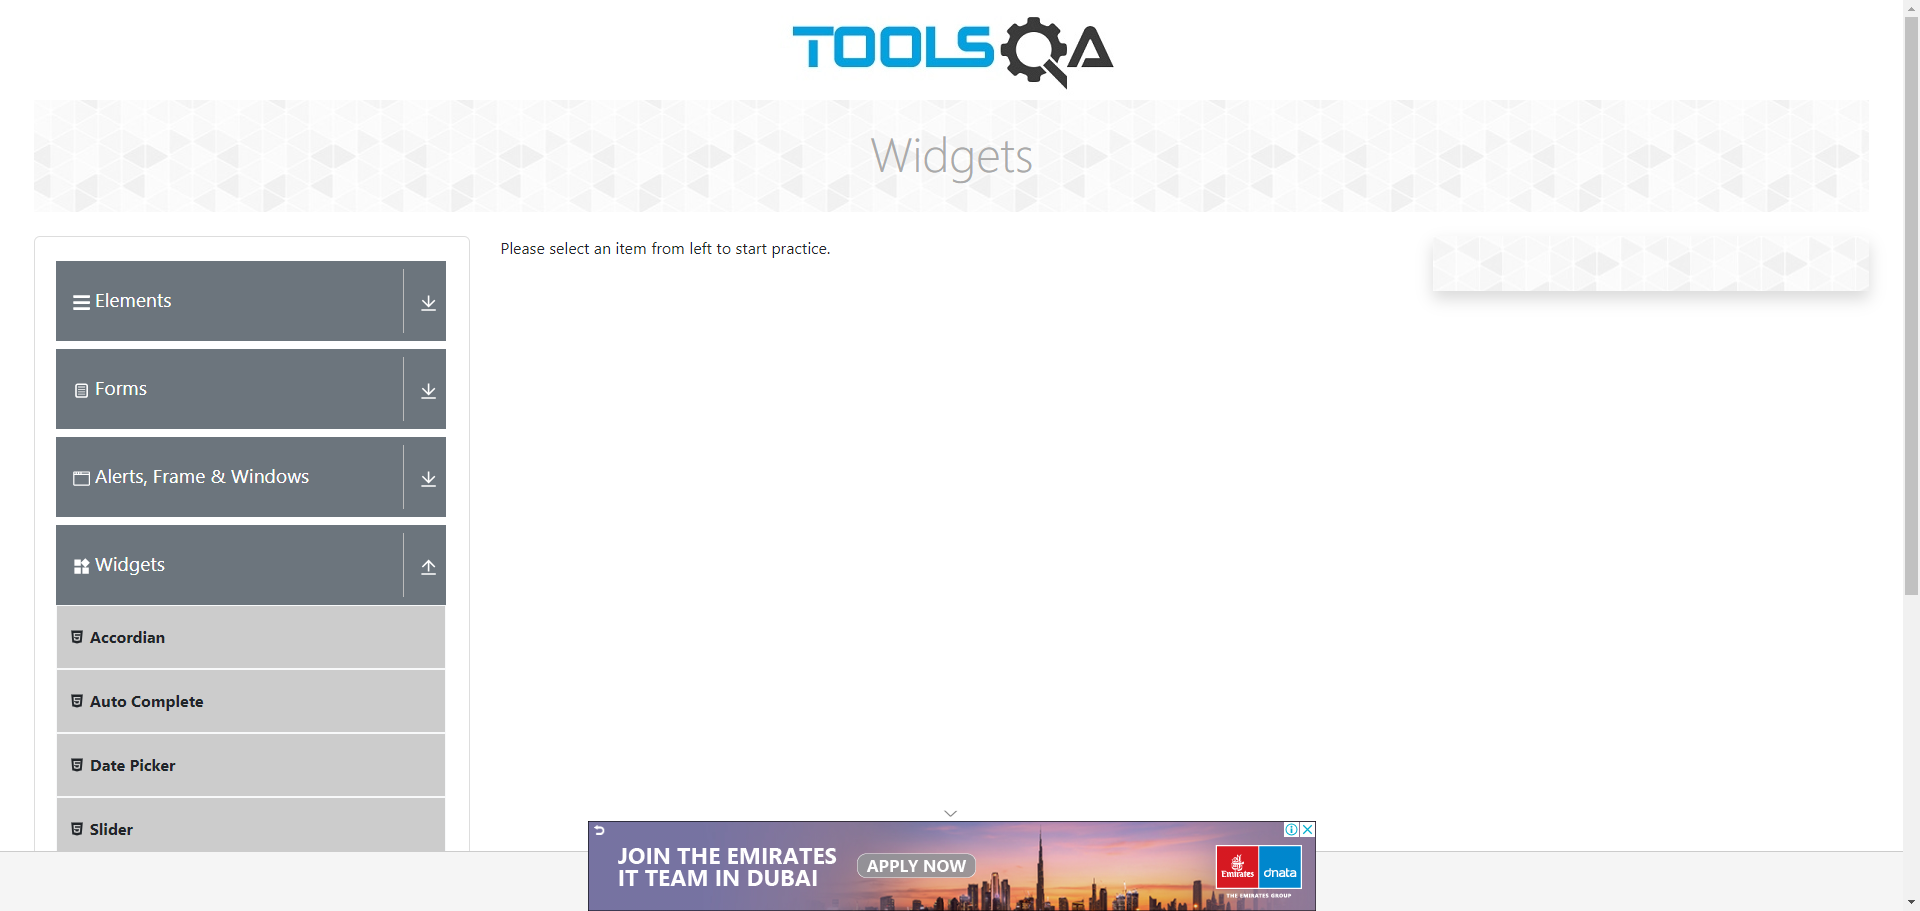 TOOLSQA
Widgets
Please select an item from left to start practice.
Elements
Forms
Alerts, Frame & Windows
Widgets
Accordian
Auto Complete
Date Picker
Slider
JOIN THE EMIRATES
IT TEAM IN DUBAI
APPLY NOW
Emirates
dnata
THE EMIRATES GROUP